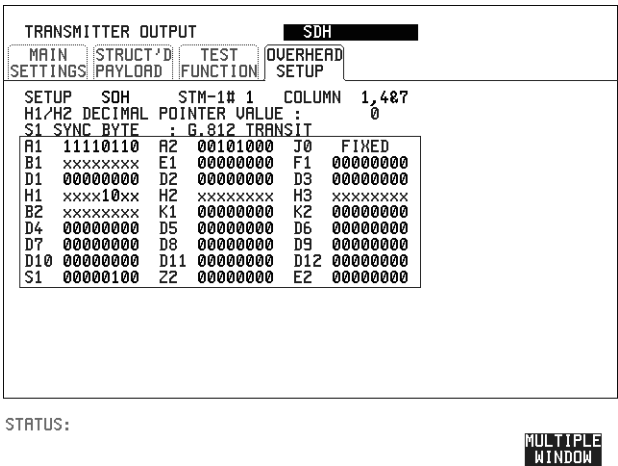 TRANSMITTER OUTPUT SDH
MAIN SETTINGS STRUCT'D PAYLOAD TEST FUNCTION OVERHEAD SETUP
SETUP SOH STM-1# 1 COLUMN 1,4&7
H1/H2 DECIMAL POINTER VALUE : 0
S1 SYNC BYTE : G.812 TRANSIT
A1 11110110 A2 00101000 J0 FIXED
B1 xxxxxxxx E1 00000000 F1 00000000
D1 00000000 D2 00000000 D3 00000000
H1 xxxx10xx H2 xxxxxxxx H3 xxxxxxxx
B2 xxxxxxxx K1 00000000 K2 00000000
D4 00000000 D5 00000000 D6 00000000
D7 00000000 D8 00000000 D9 00000000
D10 00000000 D11 00000000 D12 00000000
S1 00000100 Z2 00000000 E2 00000000
STATUS:
MULTIPLE
WINDOW